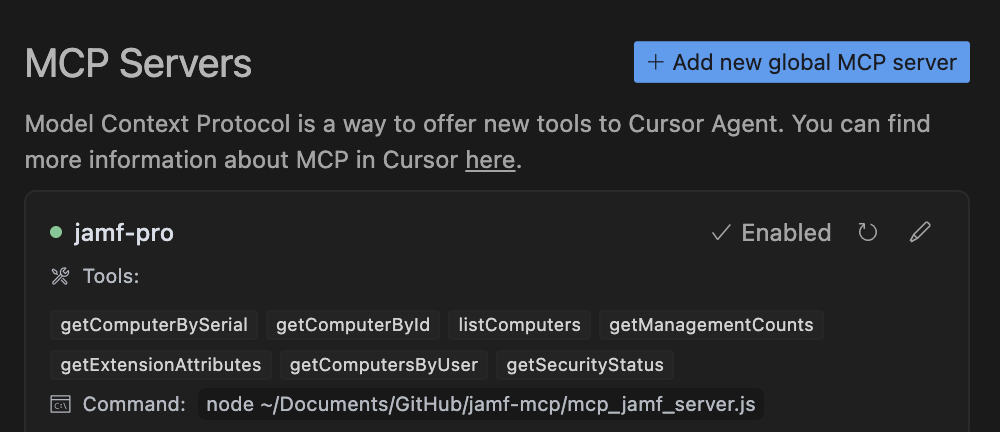 MCP Servers
+ Add new global MCP server
Model Context Protocol is a way to offer new tools to Cursor Agent. You can find
more information about MCP in Cursor here.
jamf-pro
Enabled
Tools:
getComputerBySerial getComputerById listComputers getManagementCounts
getExtensionAttributes getComputersByUser getSecurityStatus
Command: node ~/Documents/GitHub/jamf-mcp/mcp_jamf_server.js